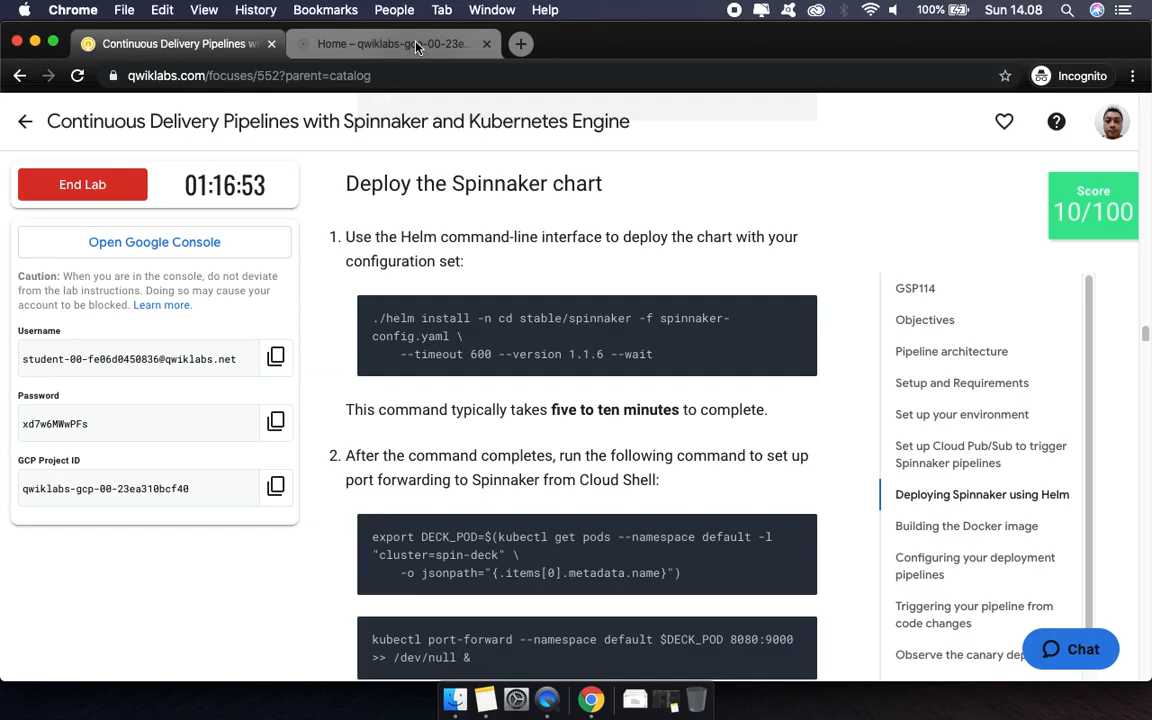 Chrome File Edit View History Bookmarks People Tab Window Help 100% Sun 14.08
Continuous Delivery Pipelines w
Home – qwiklabs-gcp-00-23e...
qwiklabs.com/focuses/552?parent=catalog
Incognito
Continuous Delivery Pipelines with Spinnaker and Kubernetes Engine
End Lab
01:16:53
Open Google Console
Caution: When you are in the console, do not deviate
from the lab instructions. Doing so may cause your
account to be blocked. Learn more.
Username
student-00-fe06d0450836@qwiklabs.net
Password
xd7w6MWwPFs
GCP Project ID
qwiklabs-gcp-00-23ea310bcf40
Deploy the Spinnaker chart
1. Use the Helm command-line interface to deploy the chart with your
configuration set:
./helm install -n cd stable/spinnaker -f spinnaker-
config.yaml \
--timeout 600 --version 1.1.6 --wait
This command typically takes five to ten minutes to complete.
2. After the command completes, run the following command to set up
port forwarding to Spinnaker from Cloud Shell:
export DECK_POD=$(kubectl get pods --namespace default -l
"cluster=spin-deck" \
-o jsonpath="{.items[0].metadata.name}")
kubectl port-forward --namespace default $DECK_POD 8080:9000
>> /dev/null &
Score
10/100
GSP114
Objectives
Pipeline architecture
Setup and Requirements
Set up your environment
Set up Cloud Pub/Sub to trigger
Spinnaker pipelines
Deploying Spinnaker using Helm
Building the Docker image
Configuring your deployment
pipelines
Triggering your pipeline from
code changes
Observe the canary dep
Chat